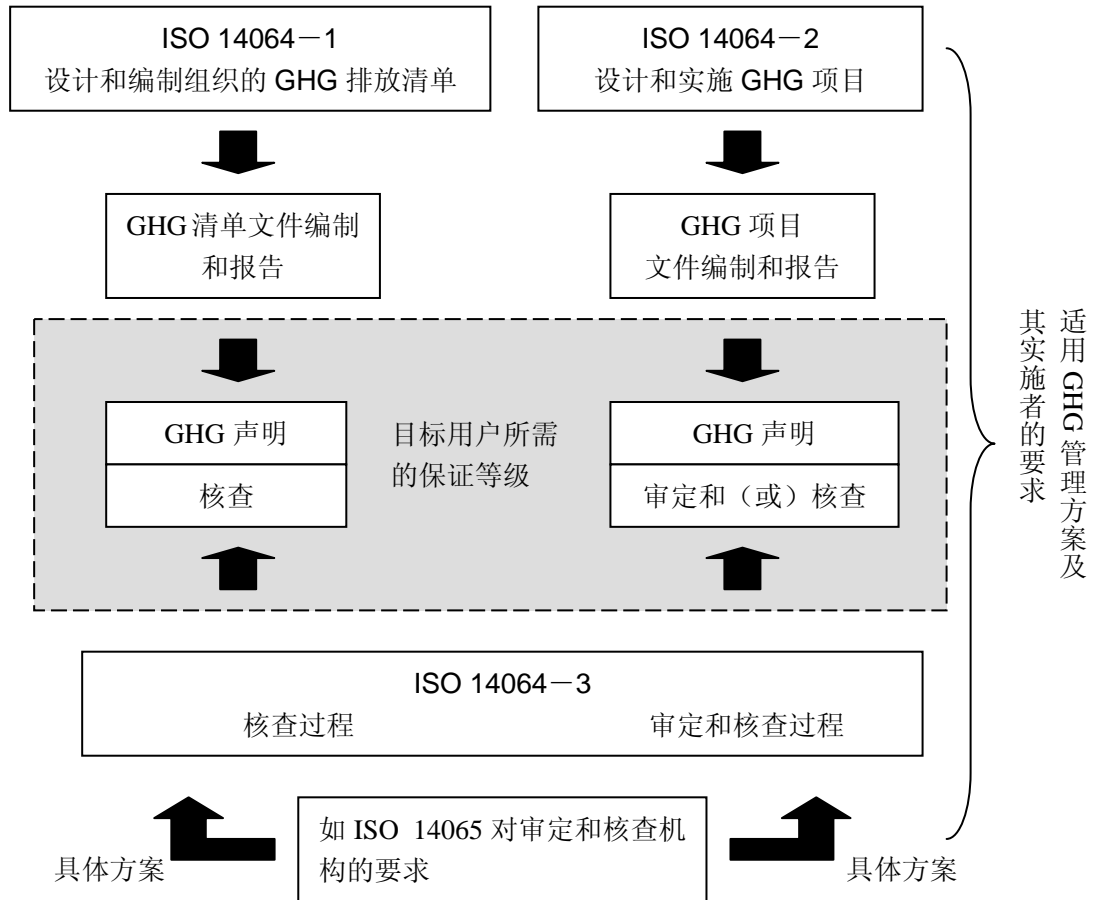 ISO 14064－1
设计和编制组织的 GHG 排放清单
ISO 14064－2
设计和实施 GHG 项目
GHG 清单文件编制
和报告
GHG 项目
文件编制和报告
GHG 声明
核查
目标用户所需
的保证等级
GHG 声明
审定和（或）核查
适用 GHG 管理方案及
其实施者的要求
ISO 14064－3
核查过程
审定和核查过程
具体方案
如 ISO 14065 对审定和核查机
构的要求
具体方案